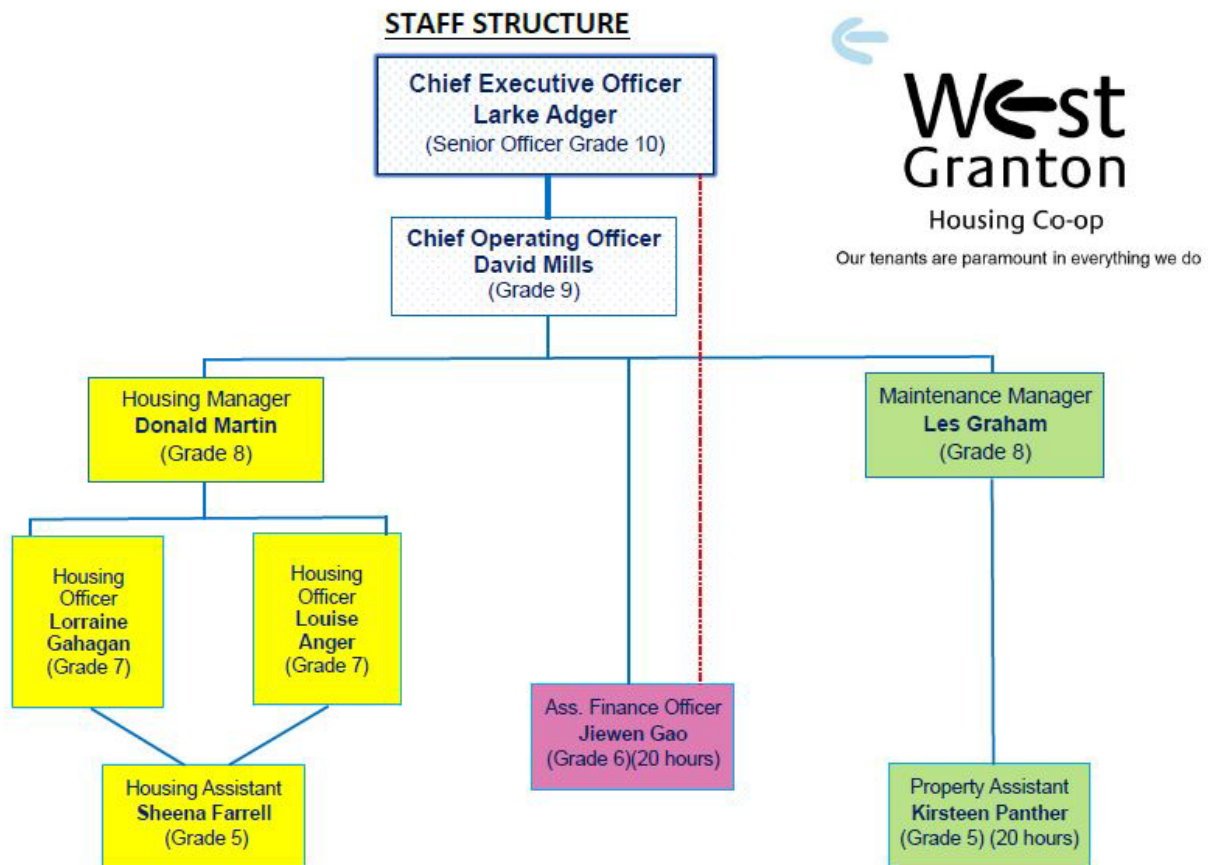 STAFF STRUCTURE
Chief Executive Officer
Larke Adger
(Senior Officer Grade 10)
West
Granton
Housing Co-op
Our tenants are paramount in everything we do
Chief Operating Officer
David Mills
(Grade 9)
Housing Manager
Donald Martin
(Grade 8)
Maintenance Manager
Les Graham
(Grade 8)
Housing
Officer
Lorraine
Gahagan
(Grade 7)
Housing
Officer
Louise
Anger
(Grade 7)
Ass. Finance Officer
Jiewen Gao
(Grade 6)(20 hours)
Housing Assistant
Sheena Farrell
(Grade 5)
Property Assistant
Kirsteen Panther
(Grade 5) (20 hours)